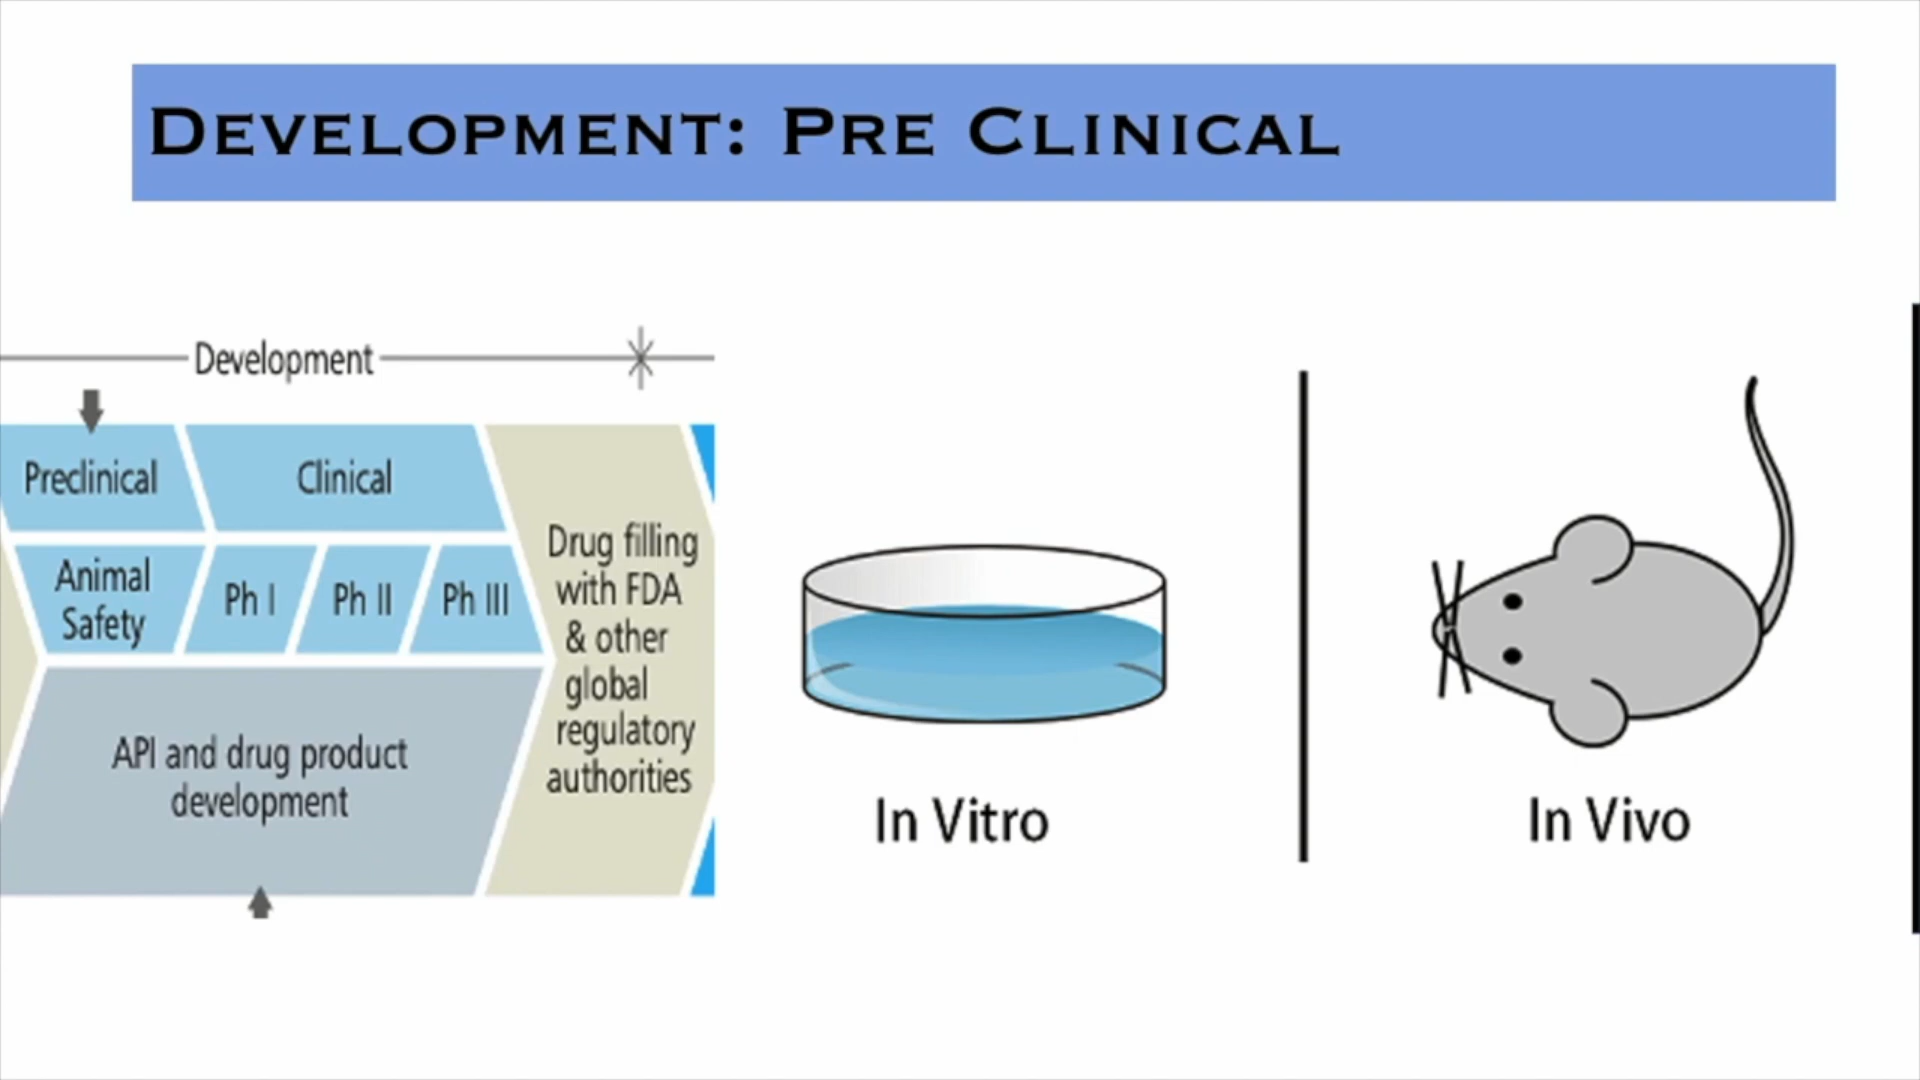 DEVELOPMENT: PRE CLINICAL
Development
Preclinical
Clinical
Animal
Safety
Ph I
Ph II
Ph III
API and drug product
development
Drug filling
with FDA
& other
global
regulatory
authorities
In Vitro
In Vivo